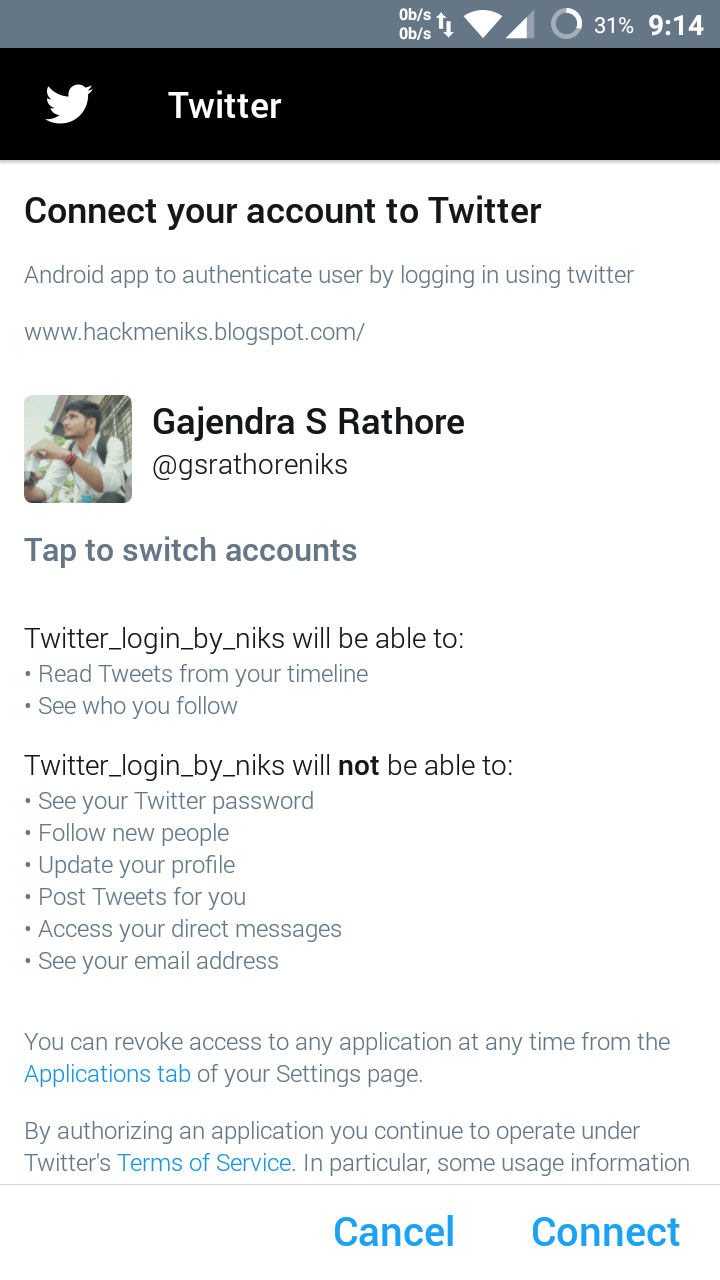 0b/s
0b/s
31% 9:14
Twitter
Connect your account to Twitter
Android app to authenticate user by logging in using twitter
www.hackmeniks.blogspot.com/
Gajendra S Rathore
@gsrathoreniks
Tap to switch accounts
Twitter_login_by_niks will be able to:
• Read Tweets from your timeline
• See who you follow
Twitter_login_by_niks will not be able to:
• See your Twitter password
• Follow new people
• Update your profile
• Post Tweets for you
• Access your direct messages
• See your email address
You can revoke access to any application at any time from the
Applications tab of your Settings page.
By authorizing an application you continue to operate under
Twitter's Terms of Service. In particular, some usage information
Cancel Connect